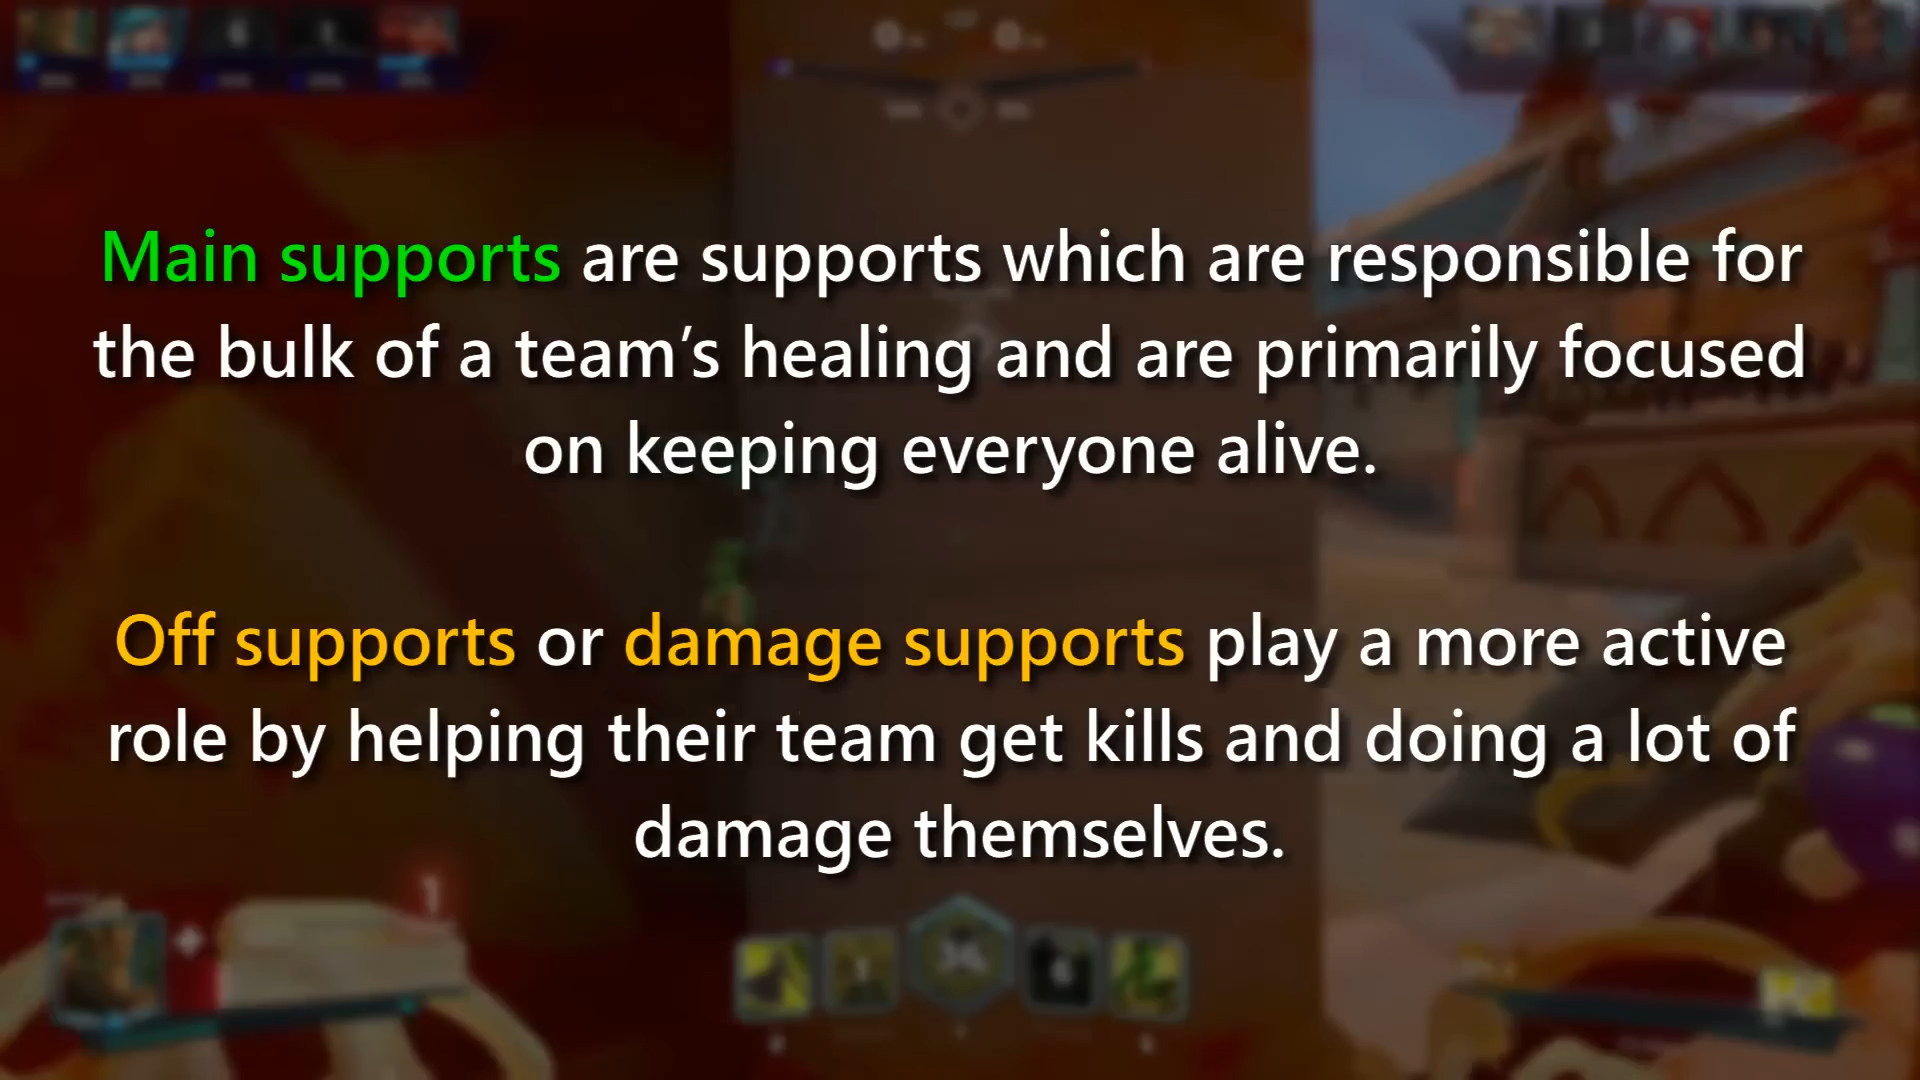 Main supports are supports which are responsible for
the bulk of a team’s healing and are primarily focused
on keeping everyone alive.
Off supports or damage supports play a more active
role by helping their team get kills and doing a lot of
damage themselves.